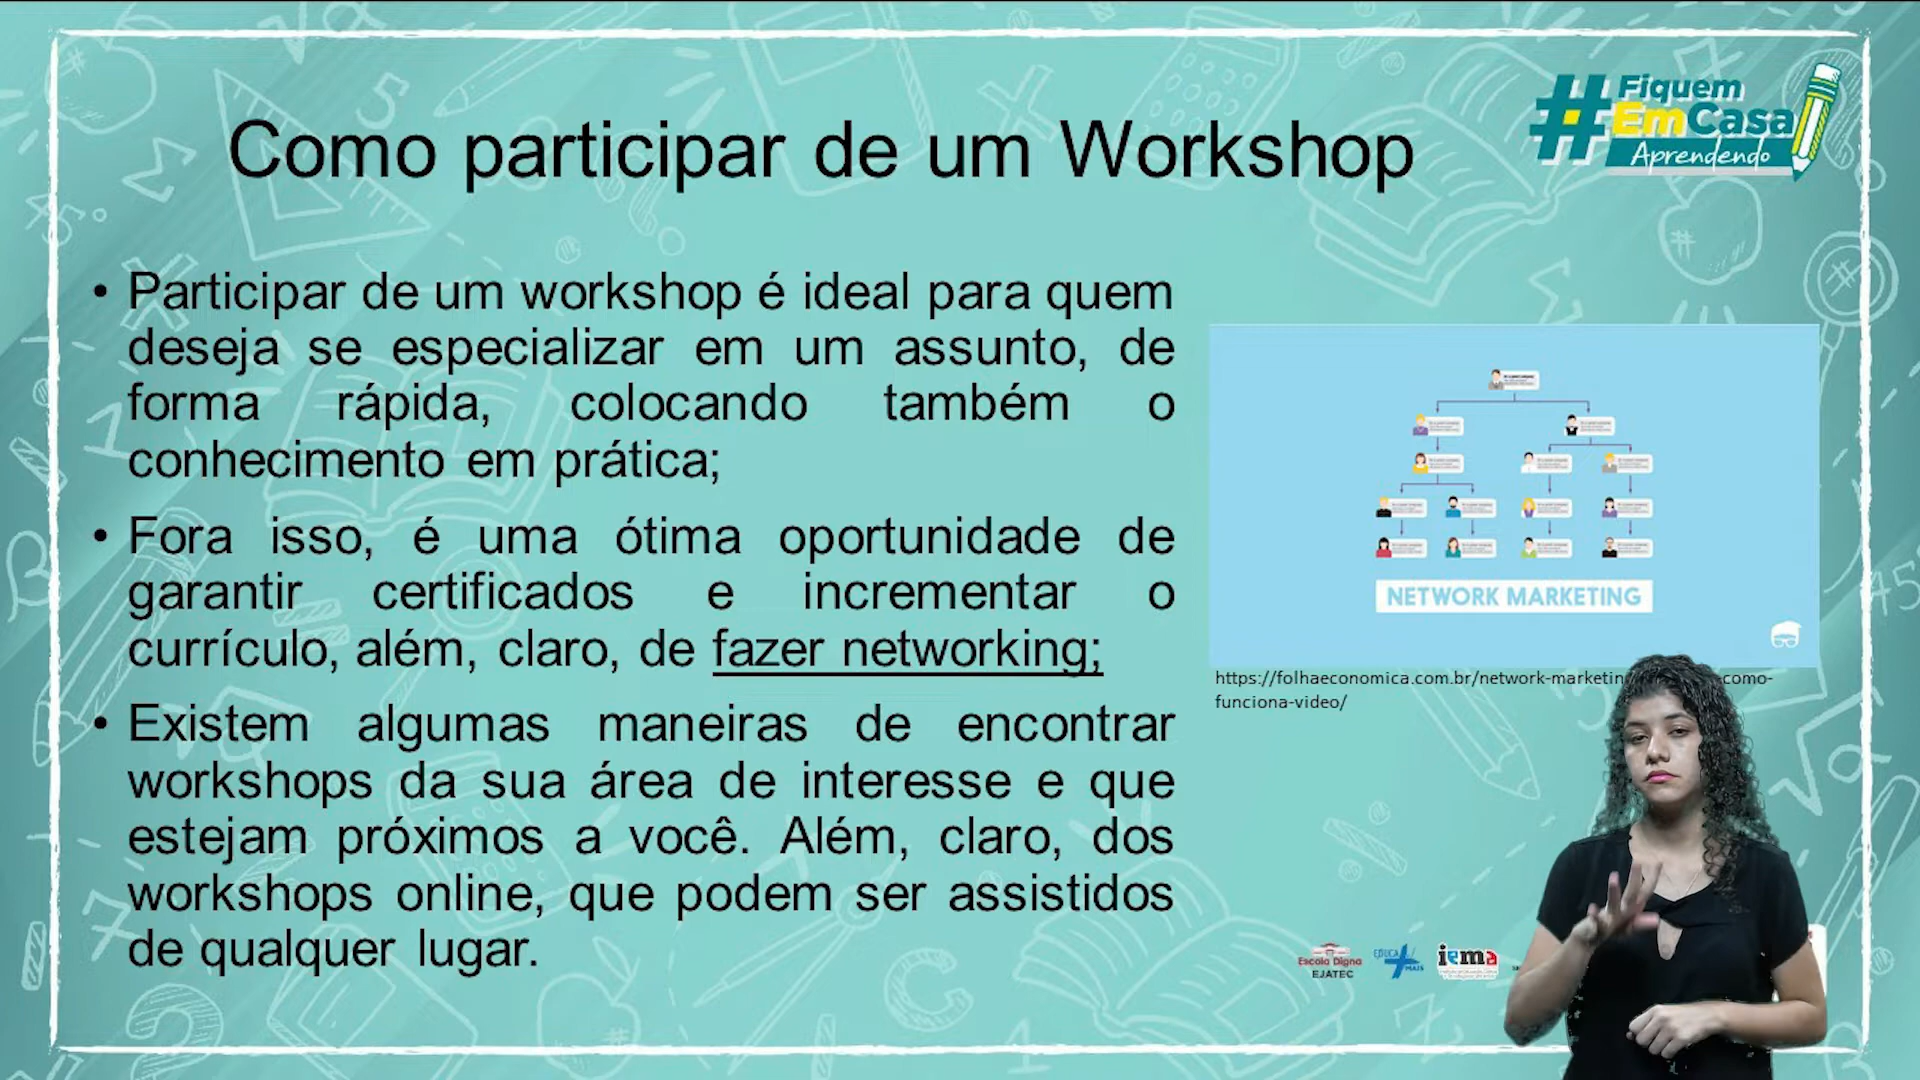 #Fiquem
EmCasa
Aprendendo
Como participar de um Workshop
• Participar de um workshop é ideal para quem
deseja se especializar em um assunto, de
forma rápida, colocando também o
conhecimento em prática;
• Fora isso, é uma ótima oportunidade de
garantir certificados e incrementar o
currículo, além, claro, de fazer networking;
• Existem algumas maneiras de encontrar
workshops da sua área de interesse e que
estejam próximos a você. Além, claro, dos
workshops online, que podem ser assistidos
de qualquer lugar.
NETWORK MARKETING
https://folhaeconomica.com.br/network-marketin como-
funciona-video/
Escola Digna
EJATEC
EDUCA
MAIS
iema